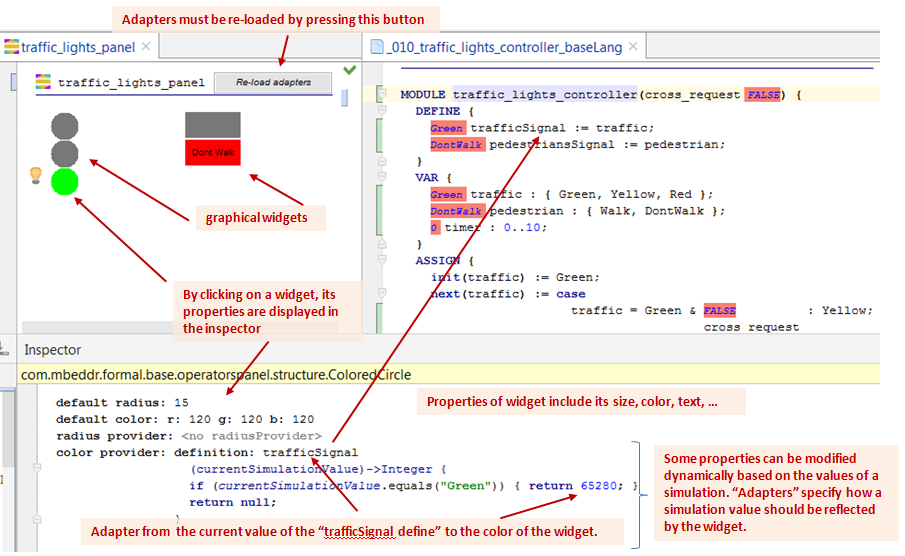 Adapters must be re-loaded by pressing this button
traffic_lights_panel
_010_traffic_lights_controller_baseLang
traffic_lights_panel
Re-load adapters
Dont Walk
graphical widgets
By clicking on a widget, its
properties are displayed in
the inspector
MODULE traffic_lights_controller(cross_request FALSE) {
DEFINE {
Green trafficSignal := traffic;
DontWalk pedestriansSignal := pedestrian;
}
VAR {
Green traffic : { Green, Yellow, Red };
DontWalk pedestrian : { Walk, DontWalk };
0 timer : 0..10;
}
ASSIGN {
init(traffic) := Green;
next(traffic) := case
traffic = Green & FALSE : Yellow;
cross request
Inspector
com.mbeddr.formal.base.operatorspanel.structure.ColoredCircle
default radius: 15
default color: r: 120 g: 120 b: 120
radius provider: <no radiusProvider>
color provider: definition: trafficSignal
(currentSimulationValue)->Integer {
if (currentSimulationValue.equals("Green")) { return 65280; }
return null;
}
Properties of widget include its size, color, text, ...
Some properties can be modified
dynamically based on the values of a
simulation. “Adapters” specify how a
simulation value should be reflected
by the widget.
Adapter from the current value of the “trafficSignal define” to the color of the widget.